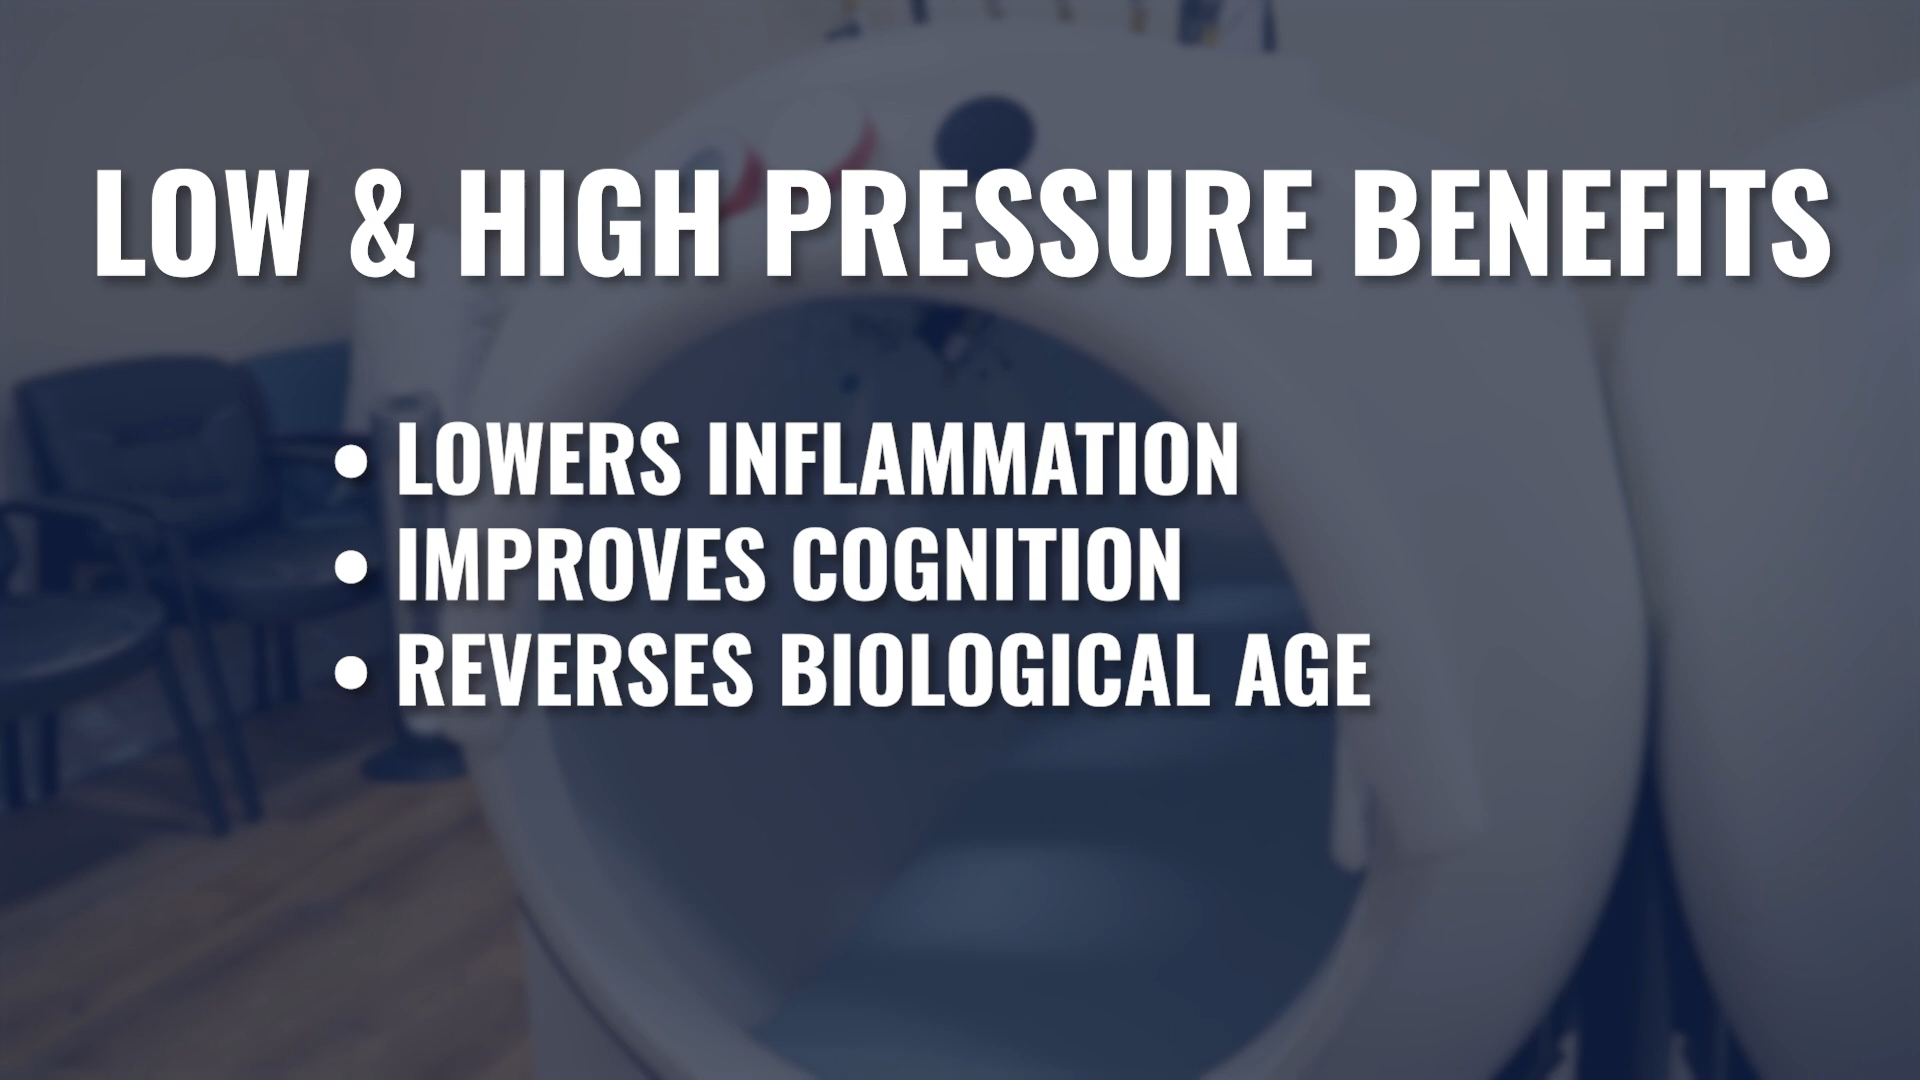 LOW & HIGH PRESSURE BENEFITS
• LOWERS INFLAMMATION
• IMPROVES COGNITION
• REVERSES BIOLOGICAL AGE